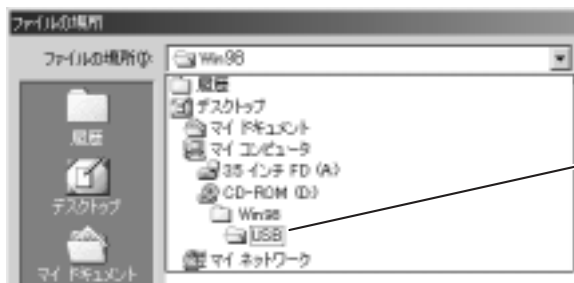 ファイルの場所
ファイルの場所(I):
Win98
履歴
デスクトップ
マイ ドキュメント
マイ コンピュータ
35 インチ FD (A:)
CD-ROM (D:)
Win98
USB
マイ ネットワーク
履歴
デスクトップ
マイ ドキュメント